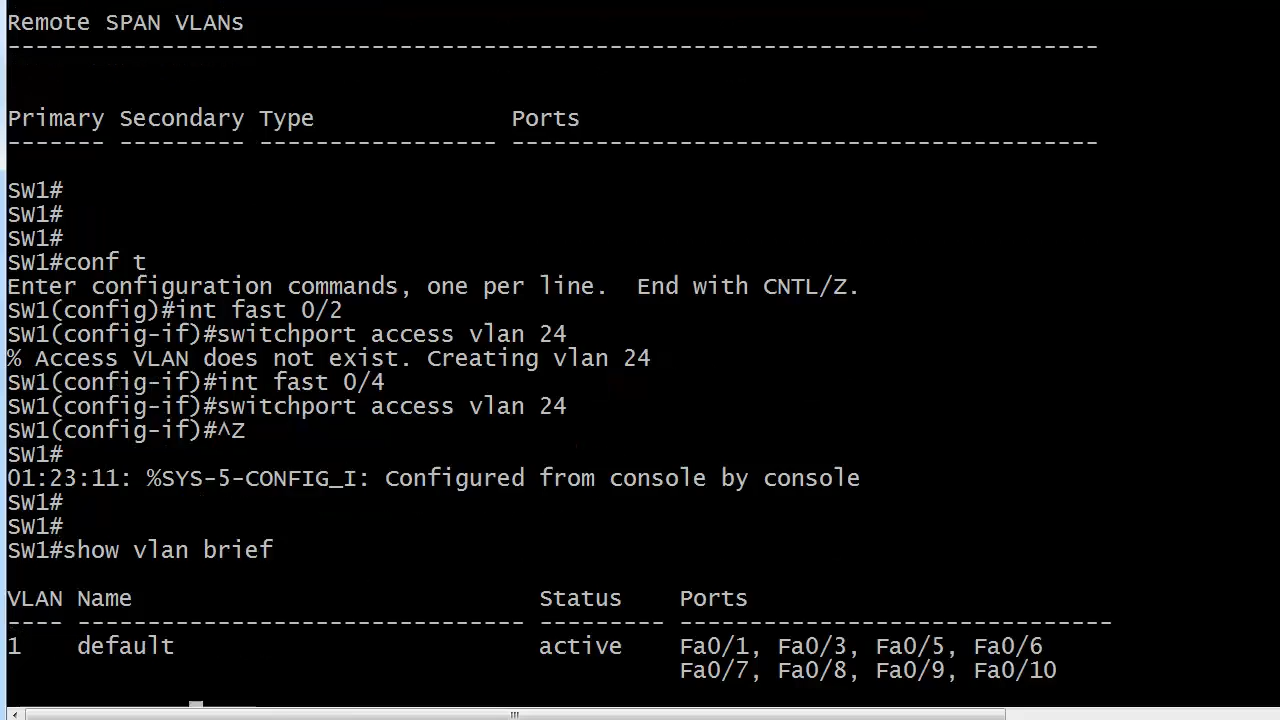 Remote SPAN VLANs
------------------------------------------------------------------------------
Primary Secondary Type              Ports
------- --------- ----------------- ------------------------------------------
SW1#
SW1#
SW1#
SW1#conf t
Enter configuration commands, one per line.  End with CNTL/Z.
SW1(config)#int fast 0/2
SW1(config-if)#switchport access vlan 24
% Access VLAN does not exist. Creating vlan 24
SW1(config-if)#int fast 0/4
SW1(config-if)#switchport access vlan 24
SW1(config-if)#^Z
SW1#
01:23:11: %SYS-5-CONFIG_I: Configured from console by console
SW1#
SW1#
SW1#show vlan brief
VLAN Name                             Status    Ports
---- -------------------------------- --------- -------------------------------
1    default                          active    Fa0/1, Fa0/3, Fa0/5, Fa0/6
                                                Fa0/7, Fa0/8, Fa0/9, Fa0/10